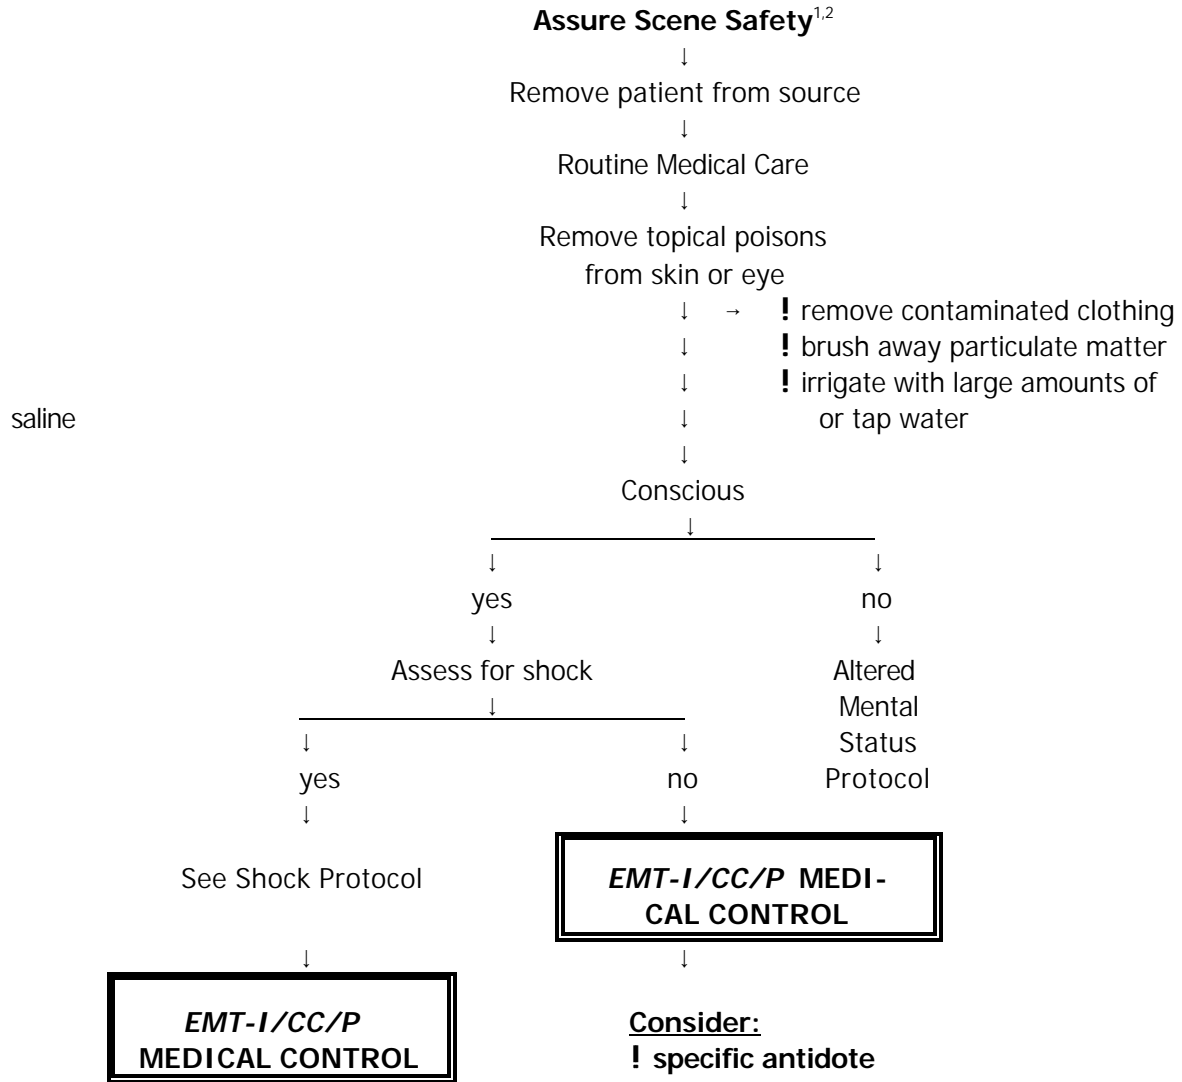 Assure Scene Safety1,2
↓
Remove patient from source
↓
Routine Medical Care
↓
Remove topical poisons
from skin or eye
↓ → ! remove contaminated clothing
↓ ! brush away particulate matter
↓ ! irrigate with large amounts of
saline ↓ or tap water
↓
Conscious
↓
↓ ↓
yes no
↓ ↓
Assess for shock Altered
↓ Mental
↓ ↓ Status
yes no Protocol
↓ ↓
See Shock Protocol EMT-I/CC/P MEDI-
CAL CONTROL
↓ ↓
EMT-I/CC/P Consider:
MEDICAL CONTROL ! specific antidote